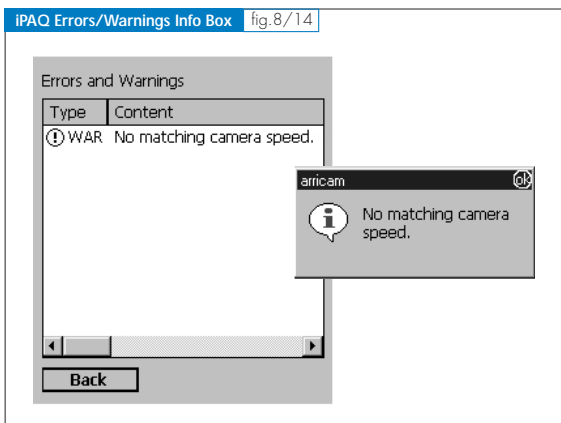 iPAQ Errors/Warnings Info Box fig.8/14
Errors and Warnings
Type Content
WAR No matching camera speed.
arricam ok
No matching camera
speed.
Back